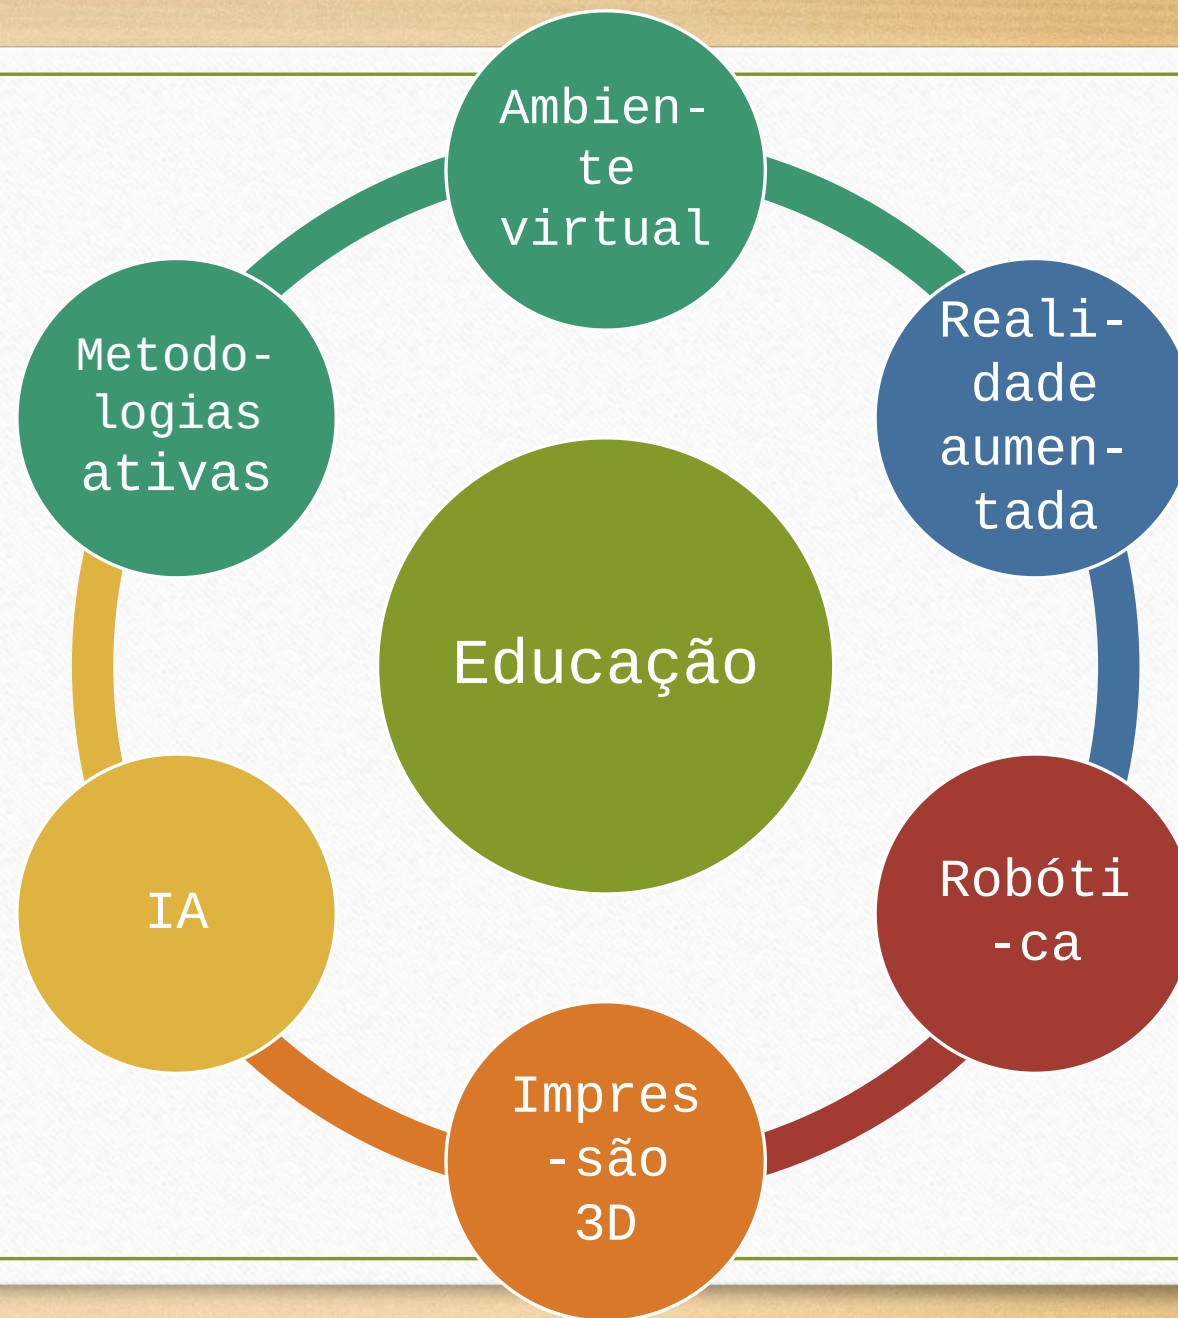 Ambien-
te
virtual
Reali-
dade
aumen-
tada
Metodo-
logias
ativas
Educação
Robóti
-ca
IA
Impres
-são
3D